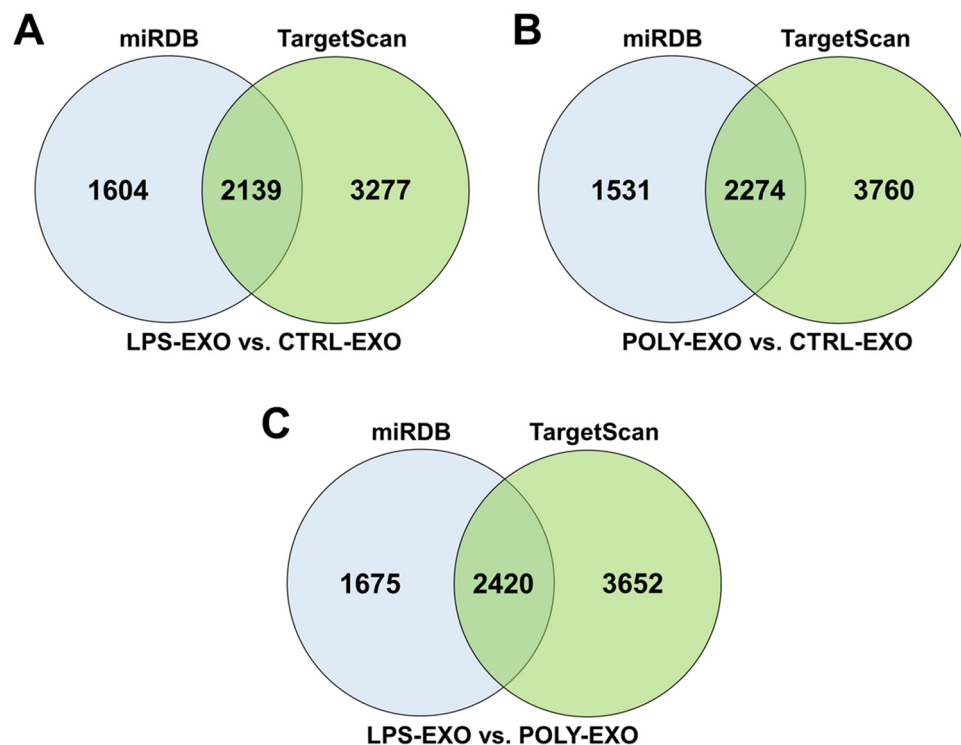 A
miRDB TargetScan
1604 2139 3277
LPS-EXO vs. CTRL-EXO
B
miRDB TargetScan
1531 2274 3760
POLY-EXO vs. CTRL-EXO
C
miRDB TargetScan
1675 2420 3652
LPS-EXO vs. POLY-EXO